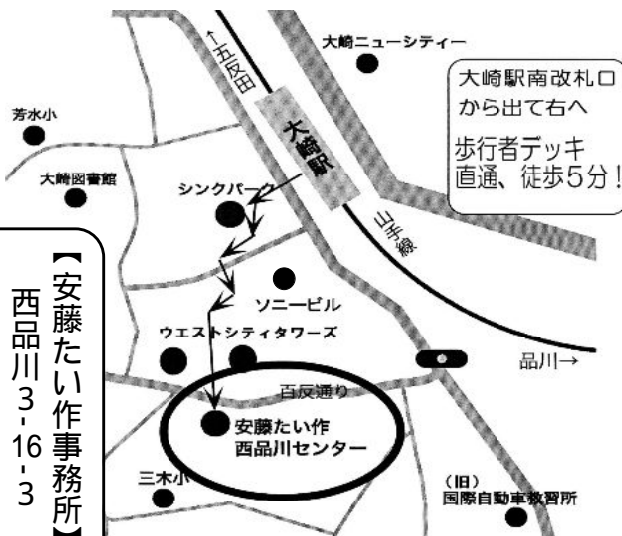 ←五反田
大崎ニューシティー
大崎駅南改札口
から出て右へ
歩行者デッキ
直通、徒歩5分!
芳水小
大崎図書館
シンクパーク
大崎駅
山手線
ソニービル
ウエストシティタワーズ
品川→
百反通り
安藤たい作
西品川センター
三木小
(旧)
国際自動車教習所
【安藤たい作事務所】
西品川3-16-3